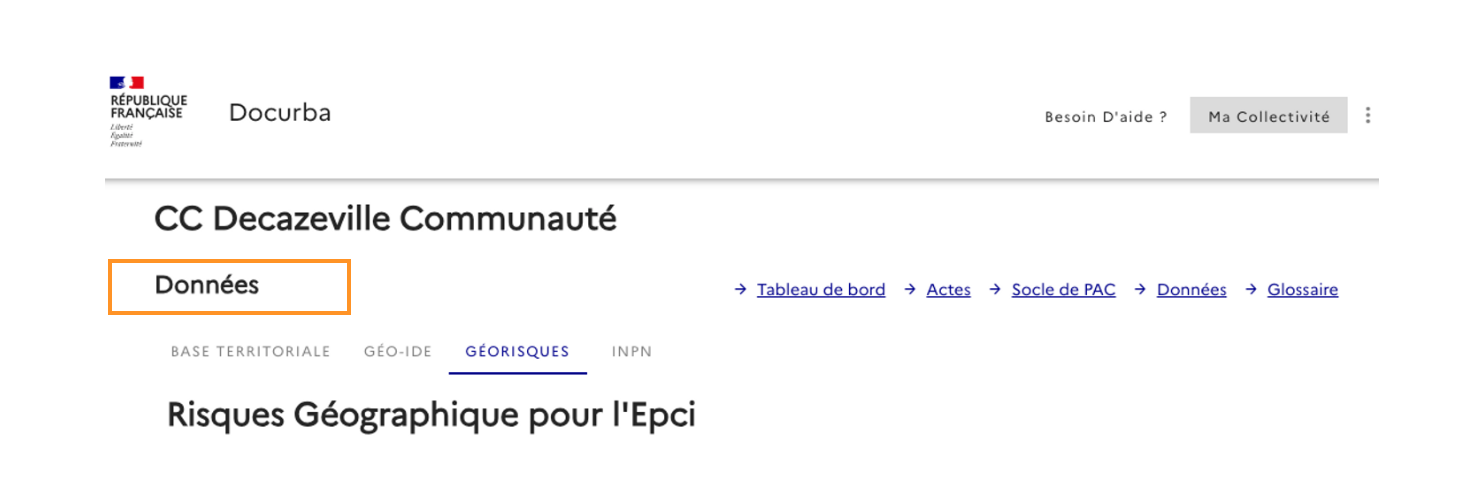 RÉPUBLIQUE
FRANÇAISE
Liberté
Égalité
Fraternité
Docurba
Besoin D'aide ?
Ma Collectivité
CC Decazeville Communauté
Données
→ Tableau de bord → Actes → Socle de PAC → Données → Glossaire
BASE TERRITORIALE GÉO-IDE GÉORISQUES INPN
Risques Géographique pour l'Epci